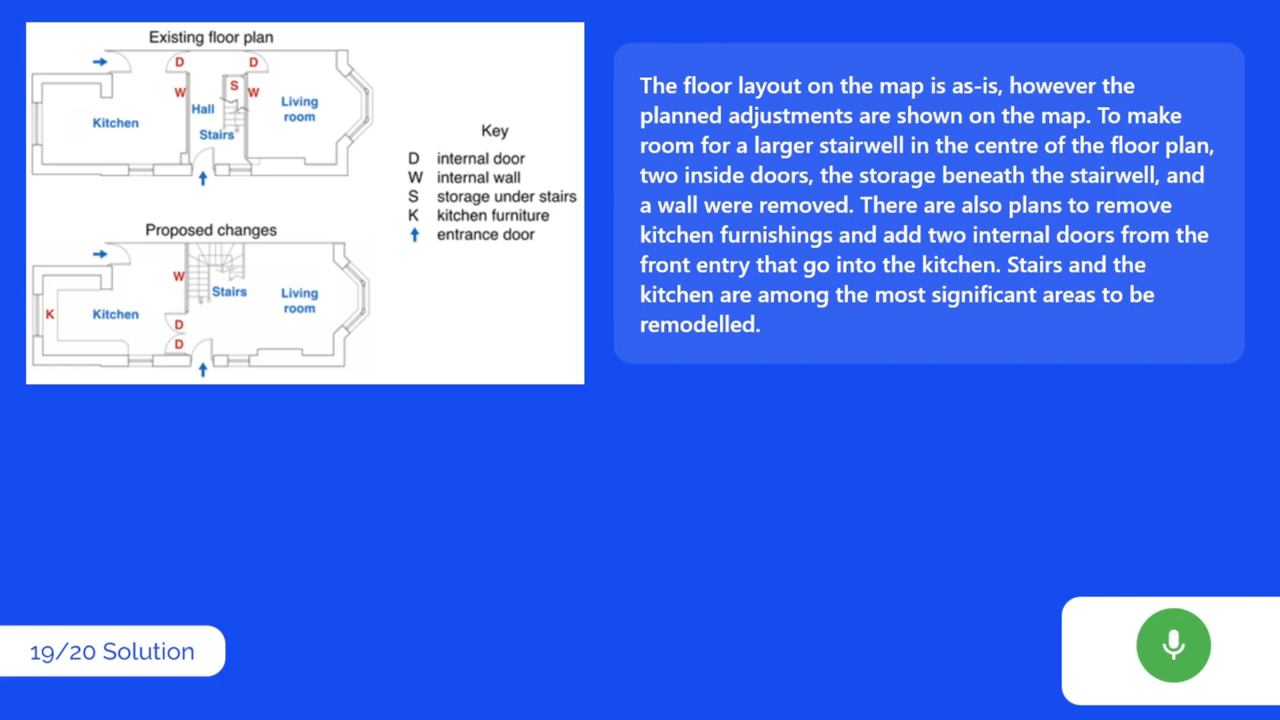 Existing floor plan
D
D
W
S
W
Hall
Living
room
Kitchen
Stairs
Key
D internal door
W internal wall
S storage under stairs
K kitchen furniture
entrance door
Proposed changes
W
Stairs
Living
room
K
Kitchen
D
D
The floor layout on the map is as-is, however the
planned adjustments are shown on the map. To make
room for a larger stairwell in the centre of the floor plan,
two inside doors, the storage beneath the stairwell, and
a wall were removed. There are also plans to remove
kitchen furnishings and add two internal doors from the
front entry that go into the kitchen. Stairs and the
kitchen are among the most significant areas to be
remodelled.
19/20 Solution